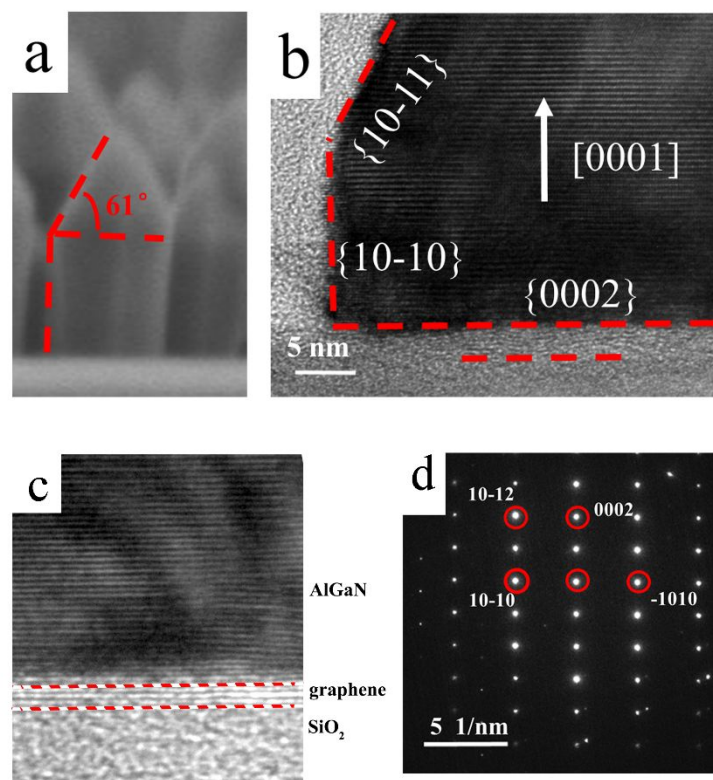 a
61°
b
{10-11}
[0001]
{10-10}
{0002}
5 nm
c
AlGaN
graphene
SiO₂
d
10-12
0002
10-10
-1010
5 1/nm